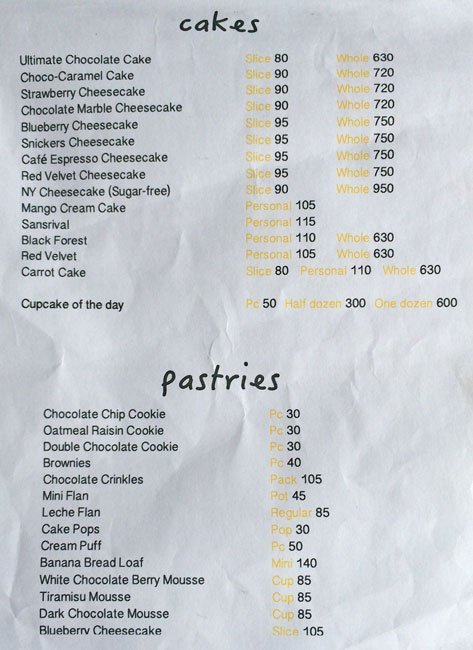 cakes
Ultimate Chocolate Cake Slice 80 Whole 630
Choco-Caramel Cake Slice 90 Whole 720
Strawberry Cheesecake Slice 90 Whole 720
Chocolate Marble Cheesecake Slice 90 Whole 720
Blueberry Cheesecake Slice 95 Whole 750
Snickers Cheesecake Slice 95 Whole 750
Café Espresso Cheesecake Slice 95 Whole 750
Red Velvet Cheesecake Slice 95 Whole 750
NY Cheesecake (Sugar-free) Slice 90 Whole 950
Mango Cream Cake Personal 105
Sansrival Personal 115
Black Forest Personal 110 Whole 630
Red Velvet Personal 105 Whole 630
Carrot Cake Slice 80 Personal 110 Whole 630
Cupcake of the day Pc 50 Half dozen 300 One dozen 600
pastries
Chocolate Chip Cookie Pc 30
Oatmeal Raisin Cookie Pc 30
Double Chocolate Cookie Pc 30
Brownies Pc 40
Chocolate Crinkles Pack 105
Mini Flan Pot 45
Leche Flan Regular 85
Cake Pops Pop 30
Cream Puff Pc 50
Banana Bread Loaf Mini 140
White Chocolate Berry Mousse Cup 85
Tiramisu Mousse Cup 85
Dark Chocolate Mousse Cup 85
Blueberry Cheesecake Slice 105